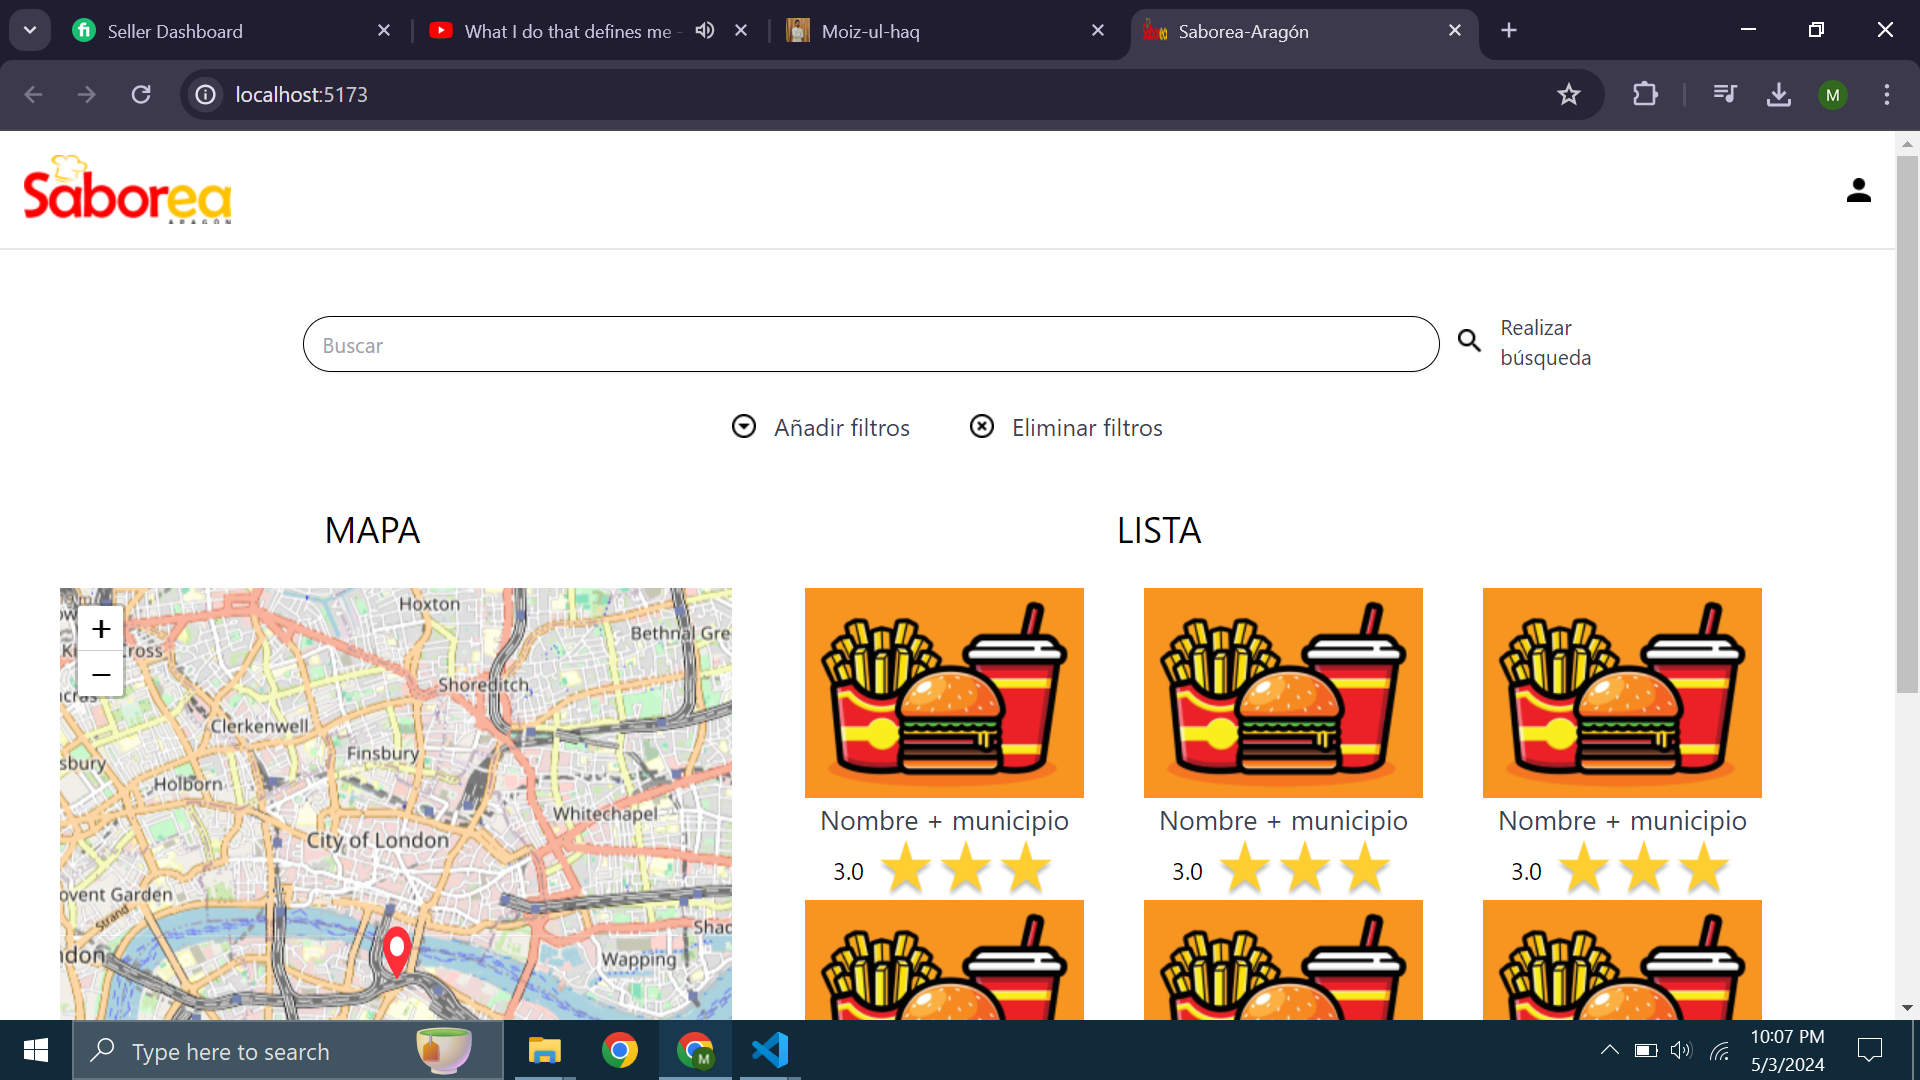 Seller Dashboard
What I do that defines me -
Moiz-ul-haq
Saborea-Aragón
localhost:5173
M
Saborea
ARAGÓN
Buscar
Realizar
búsqueda
Añadir filtros
Eliminar filtros
MAPA
LISTA
+
−
Hoxton
Bethnal Gre
ross
Shoreditch
Clerkenwell
Finsbury
sbury
Holborn
Whitechapel
City of London
ovent Garden
Strand
Shad
ndon
Wapping
Nombre + municipio
Nombre + municipio
Nombre + municipio
3.0
3.0
3.0
Type here to search
M
10:07 PM
5/3/2024